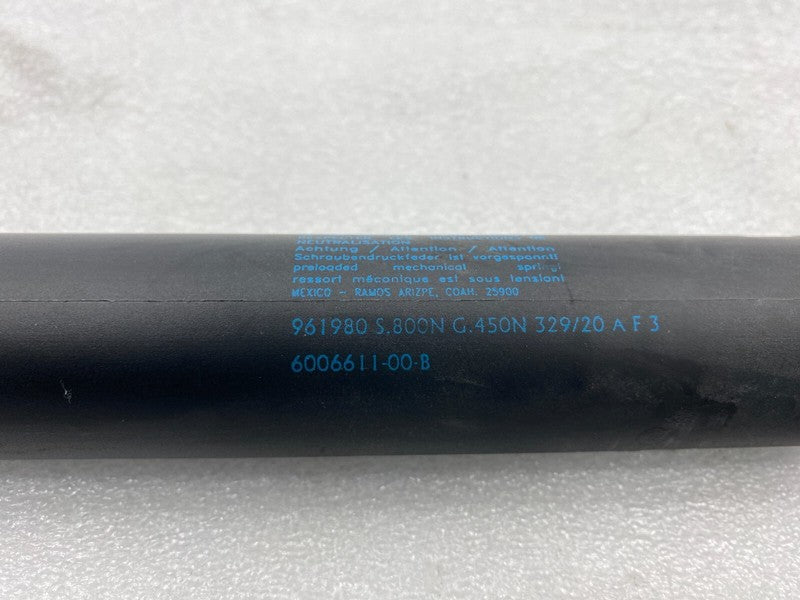 NEUTRALISATION
Achtung / Attention / Attention
Schraubendruckfeder ist vorgespannt!
preloaded mechanical spring!
ressort mécanique est sous tension!
MEXICO - RAMOS ARIZPE, COAH. 25900
961980 S.800N G.450N 329/20 A F 3
6006611-00-B